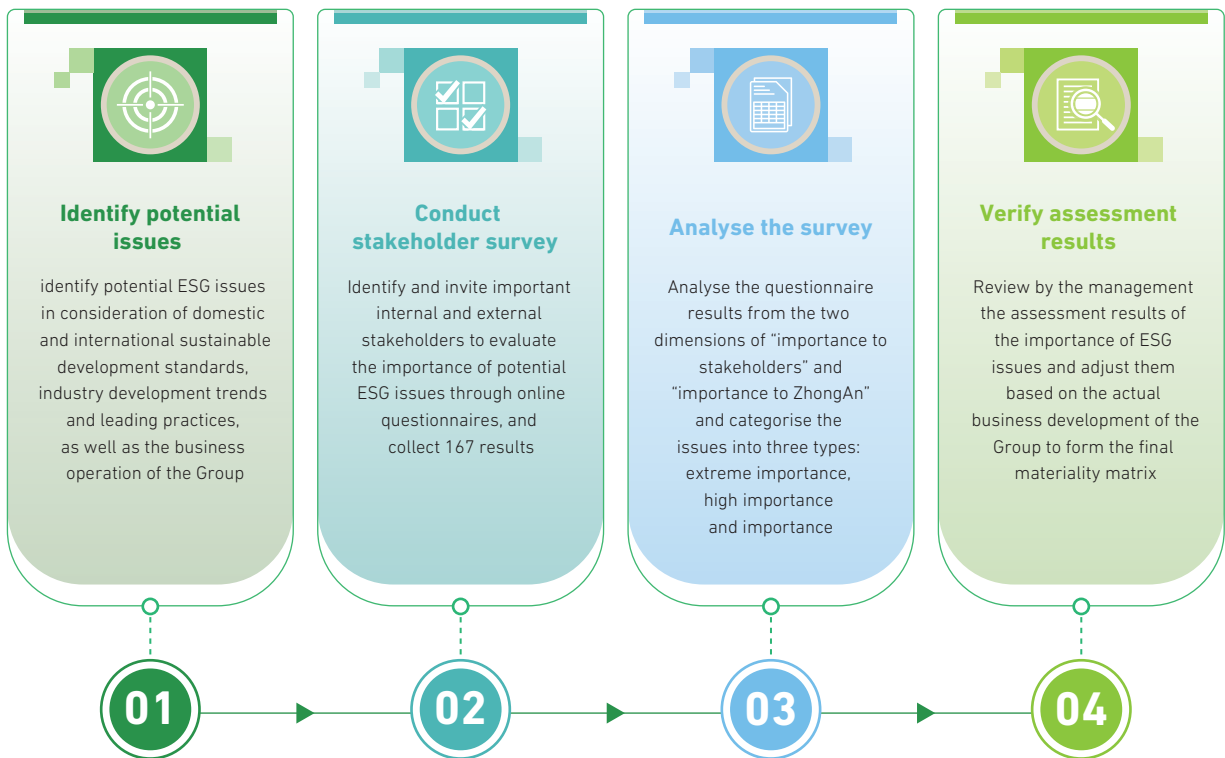 Identify potential
issues
identify potential ESG issues
in consideration of domestic
and international sustainable
development standards,
industry development trends
and leading practices,
as well as the business
operation of the Group
Conduct
stakeholder survey
Identify and invite important
internal and external
stakeholders to evaluate
the importance of potential
ESG issues through online
questionnaires, and
collect 167 results
Analyse the survey
Analyse the questionnaire
results from the two
dimensions of “importance to
stakeholders” and
“importance to ZhongAn”
and categorise the
issues into three types:
extreme importance,
high importance
and importance
Verify assessment
results
Review by the management
the assessment results of
the importance of ESG
issues and adjust them
based on the actual
business development of the
Group to form the final
materiality matrix
01
02
03
04